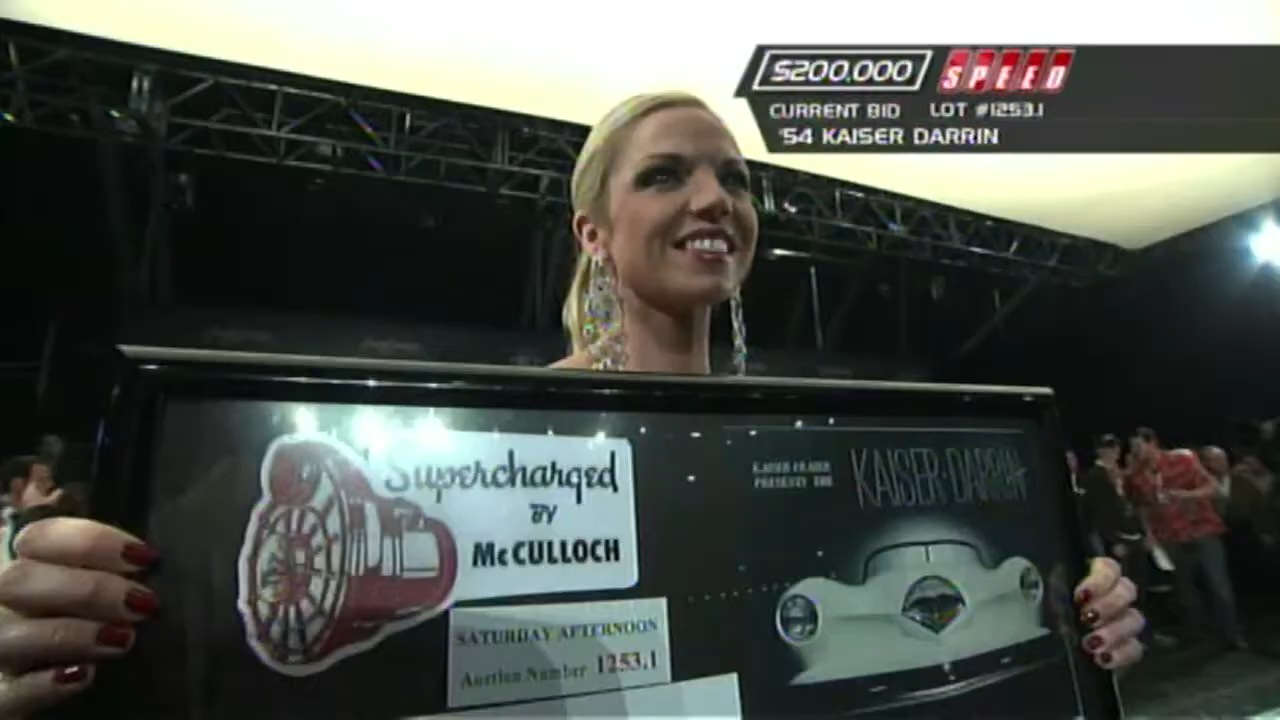 $200,000 SPEED
CURRENT BID LOT #1253.1
'54 KAISER DARRIN
Supercharged
BY
McCULLOCH
KAISER-FRAZER
PRESENTS THE
KAISER-DARRIN
SATURDAY AFTERNOON
Auction Number 1253.1